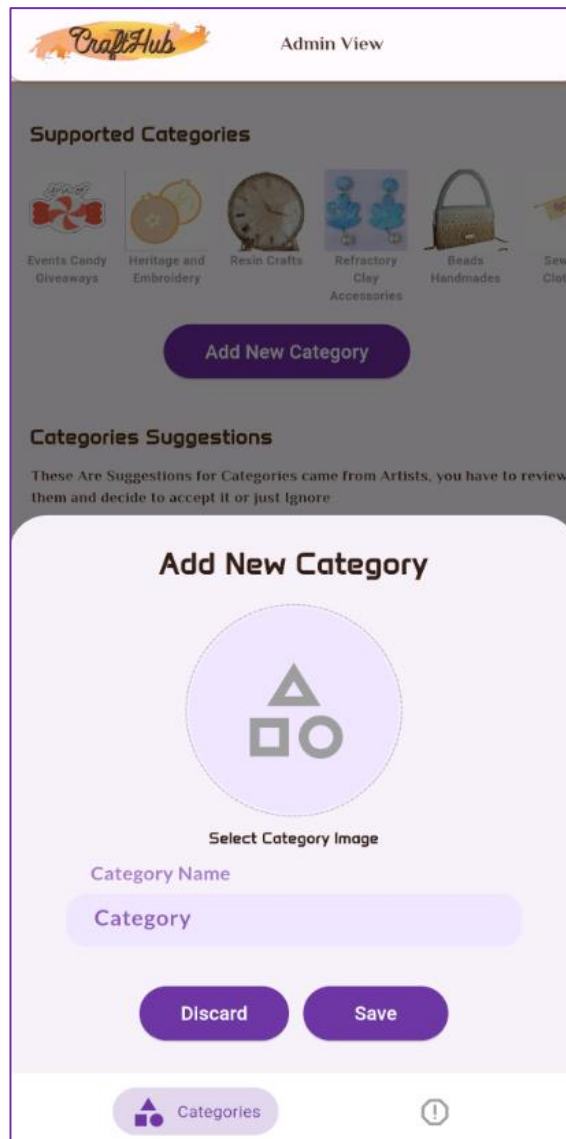 CraftHub
Admin View
Supported Categories
Events Candy
Giveaways
Heritage and
Embroidery
Resin Crafts
Refractory
Clay
Accessories
Beads
Handmades
Sew
Clot
Add New Category
Categories Suggestions
These Are Suggestions for Categories came from Artists, you have to review
them and decide to accept it or just Ignore
Add New Category
Select Category Image
Category Name
Category
Discard
Save
Categories